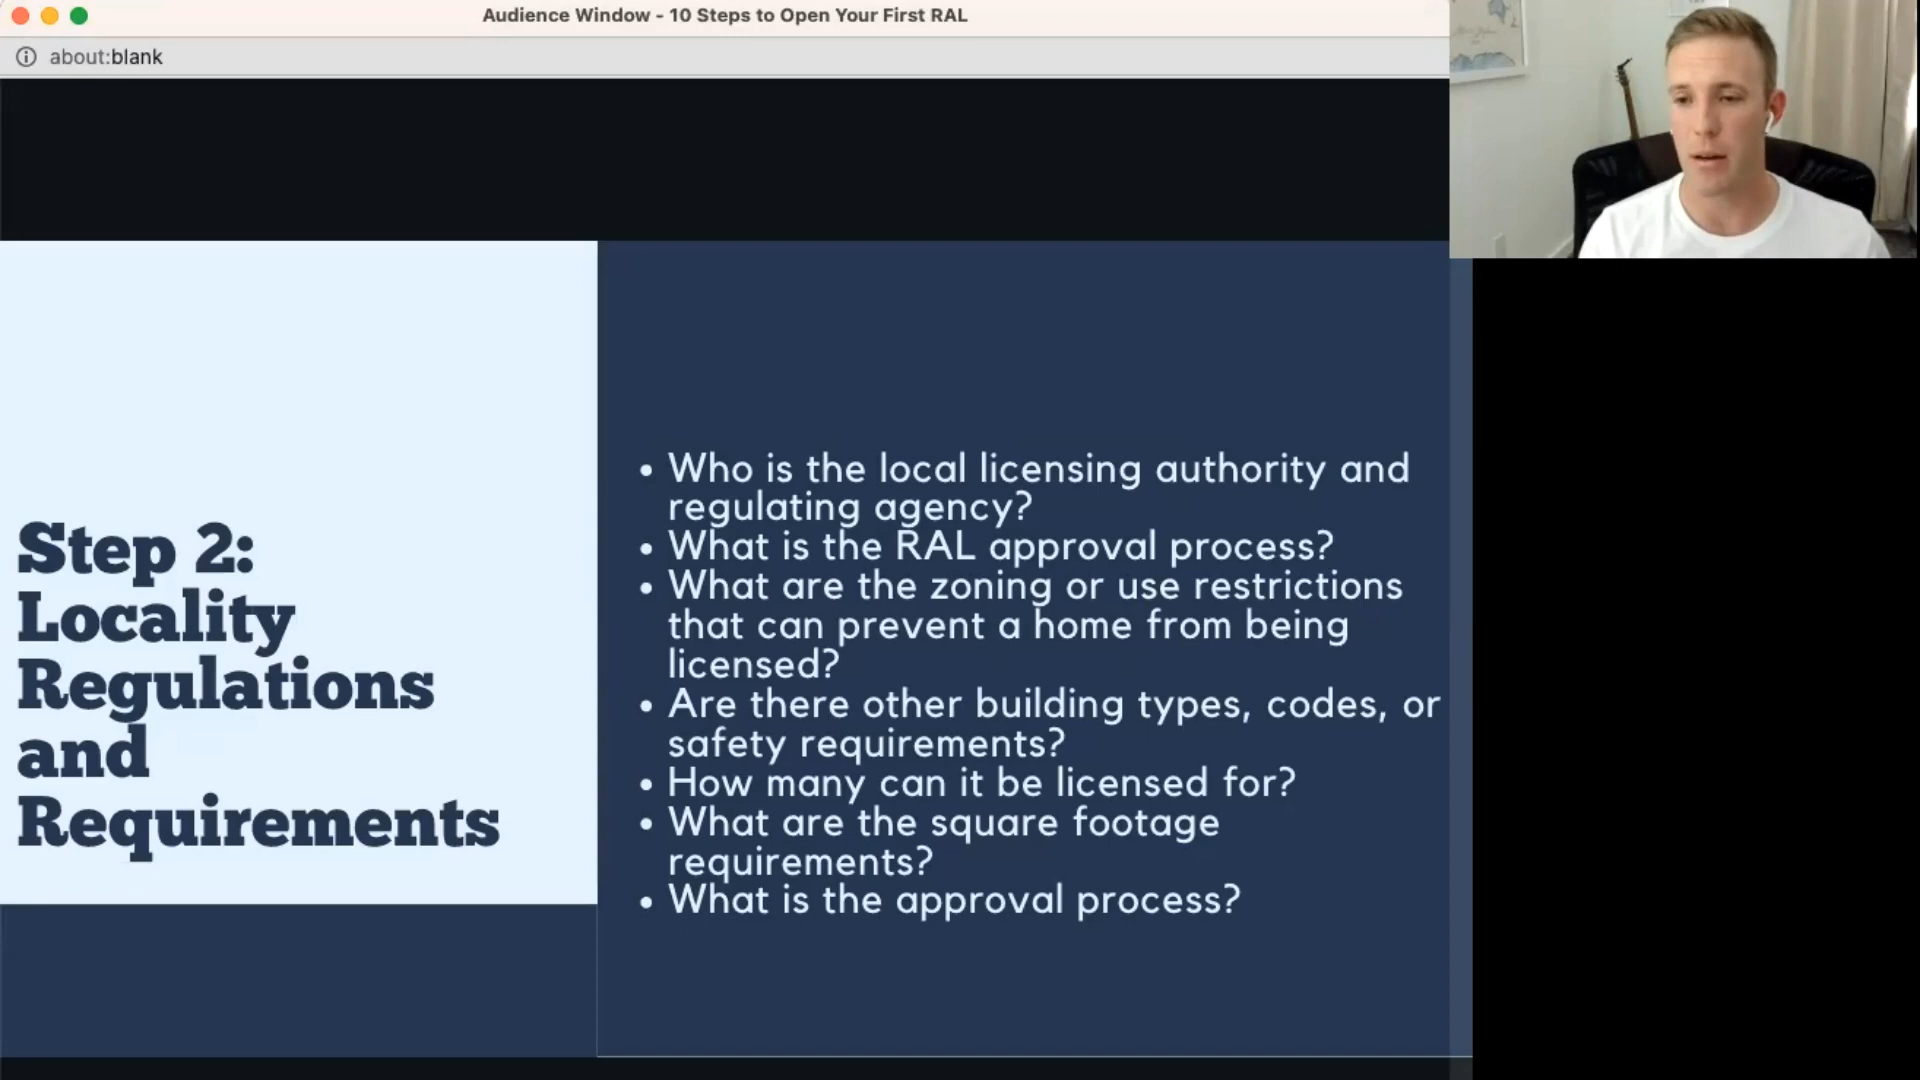 Audience Window - 10 Steps to Open Your First RAL
about:blank
Step 2:
Locality
Regulations
and
Requirements
• Who is the local licensing authority and
regulating agency?
• What is the RAL approval process?
• What are the zoning or use restrictions
that can prevent a home from being
licensed?
• Are there other building types, codes, or
safety requirements?
• How many can it be licensed for?
• What are the square footage
requirements?
• What is the approval process?